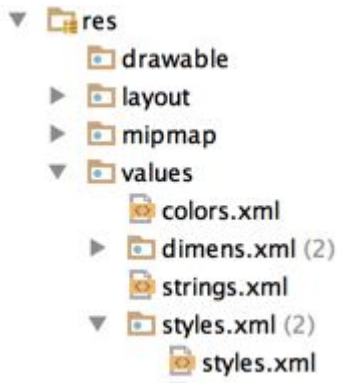 res
drawable
layout
mipmap
values
colors.xml
dimens.xml (2)
strings.xml
styles.xml (2)
styles.xml